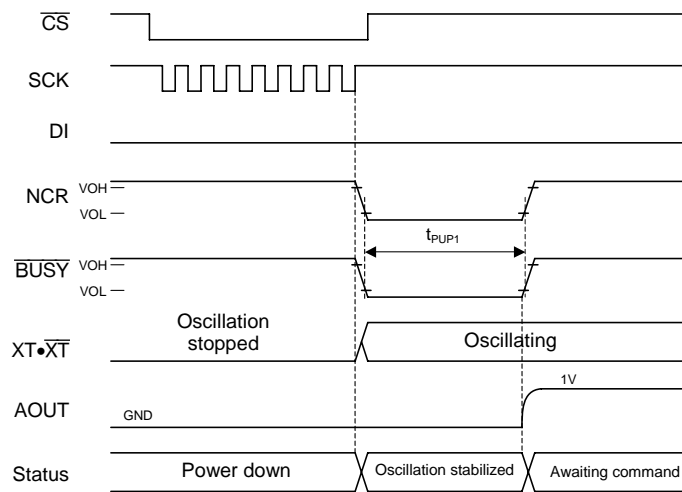 CS
SCK
DI
NCR
VOH
VOL
tPUP1
BUSY
VOH
VOL
XT•XT
Oscillation
stopped
Oscillating
AOUT
GND
1V
Status
Power down
Oscillation stabilized
Awaiting command